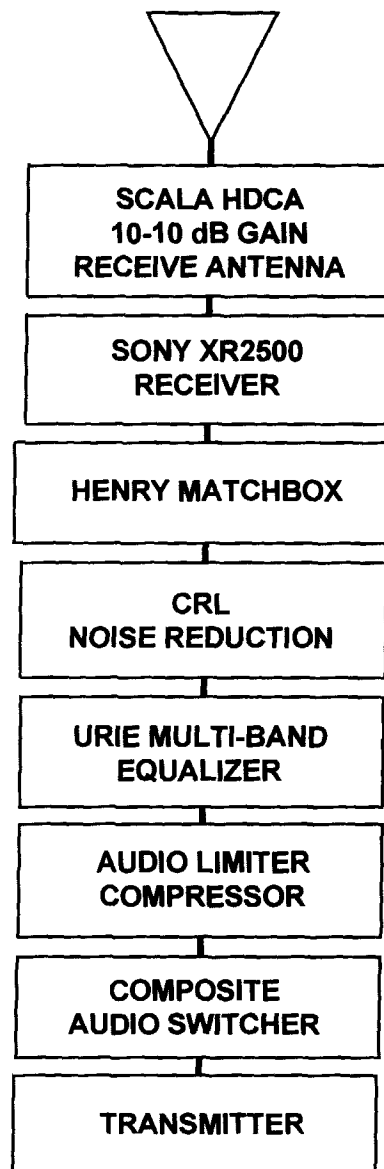 SCALA HDCA
10-10 dB GAIN
RECEIVE ANTENNA
SONY XR2500
RECEIVER
HENRY MATCHBOX
CRL
NOISE REDUCTION
URIE MULTI-BAND
EQUALIZER
AUDIO LIMITER
COMPRESSOR
COMPOSITE
AUDIO SWITCHER
TRANSMITTER